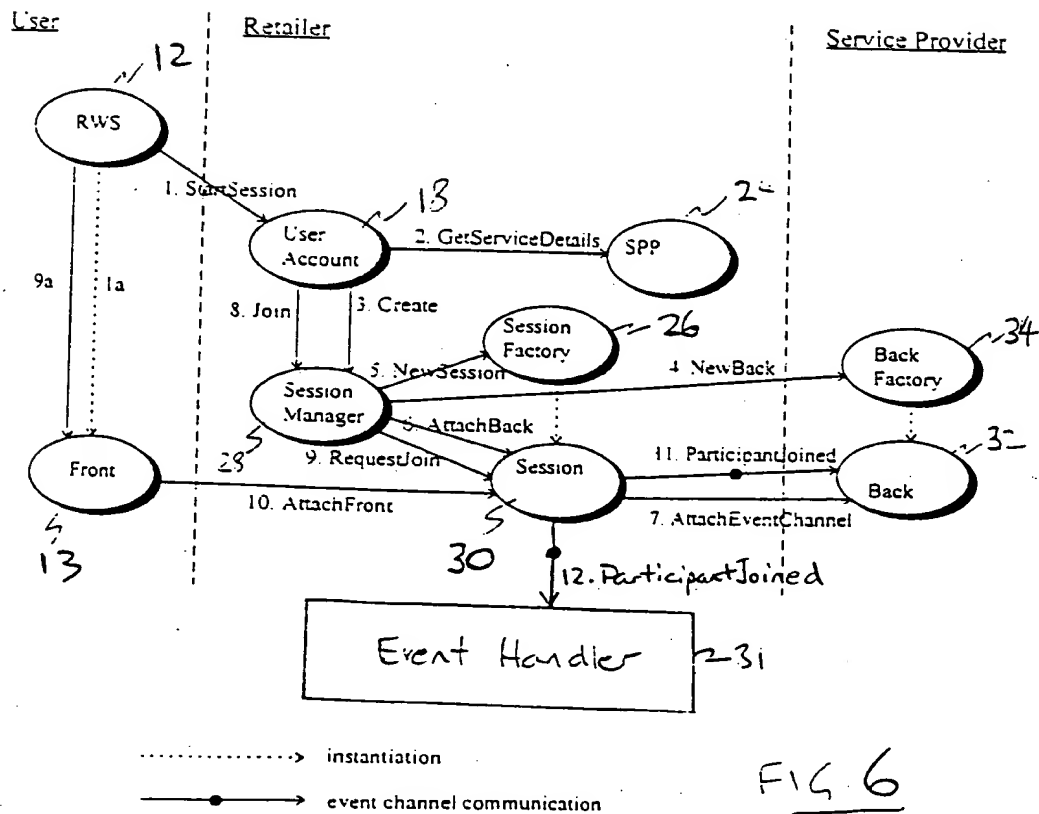 User
Retailer
Service Provider
12
RWS
1. StartSession
18
User
Account
2. GetServiceDetails
SPP
9a
1a
8. Join
3. Create
Session
Factory
26
34
5. NewSession
4. NewBack
Back
Factory
Session
Manager
AttachBack
9. RequestJoin
28
Front
10. AttachFront
Session
11. ParticipantJoined
32
Back
7. AttachEventChannel
13
30
12. ParticipantJoined
Event Handler
31
instantiation
event channel communication
FIG 6